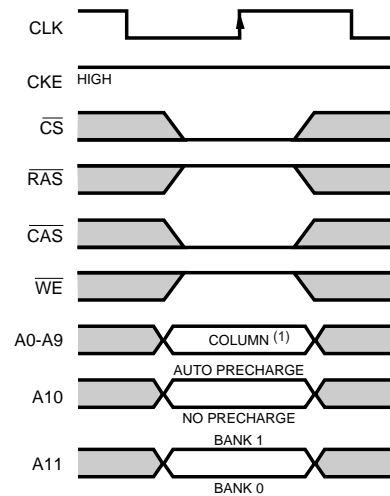 CLK
CKE HIGH
CS
RAS
CAS
WE
A0-A9 COLUMN (1)
AUTO PRECHARGE
A10
NO PRECHARGE
BANK 1
A11
BANK 0